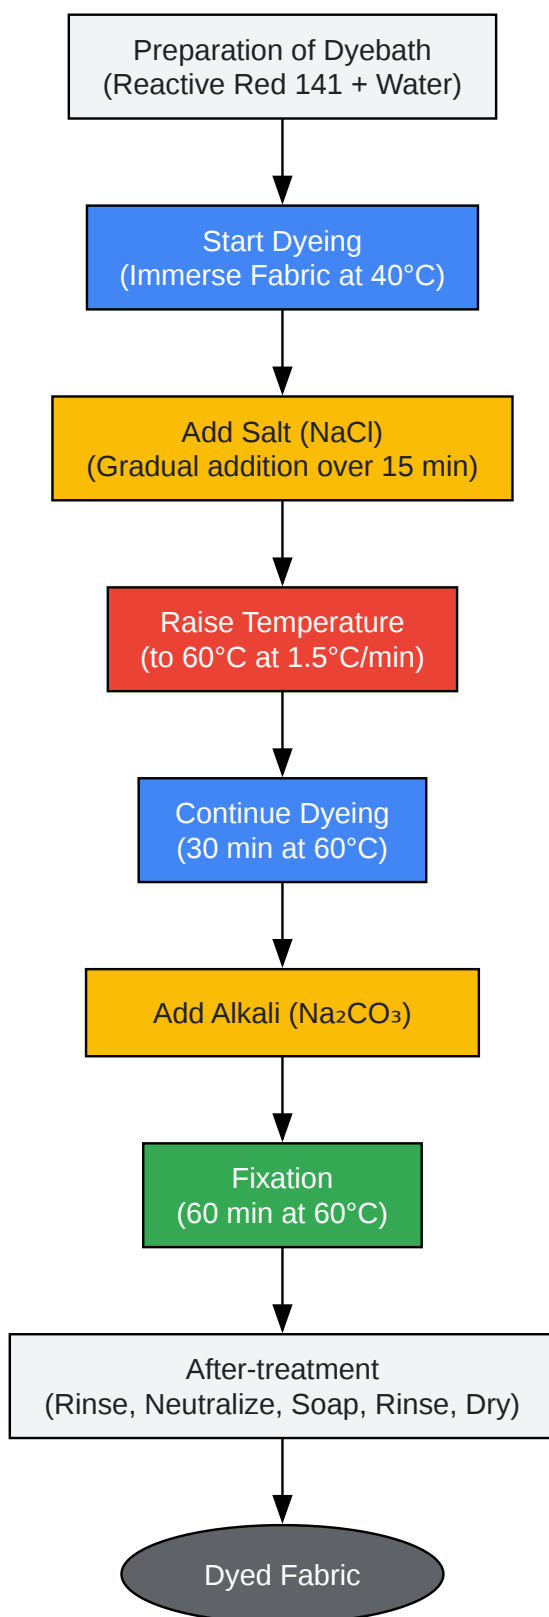 Preparation of Dyebath
(Reactive Red 141 + Water)
Start Dyeing
(Immerse Fabric at 40°C)
Add Salt (NaCl)
(Gradual addition over 15 min)
Raise Temperature
(to 60°C at 1.5°C/min)
Continue Dyeing
(30 min at 60°C)
Add Alkali (Na₂CO₃)
Fixation
(60 min at 60°C)
After-treatment
(Rinse, Neutralize, Soap, Rinse, Dry)
Dyed Fabric